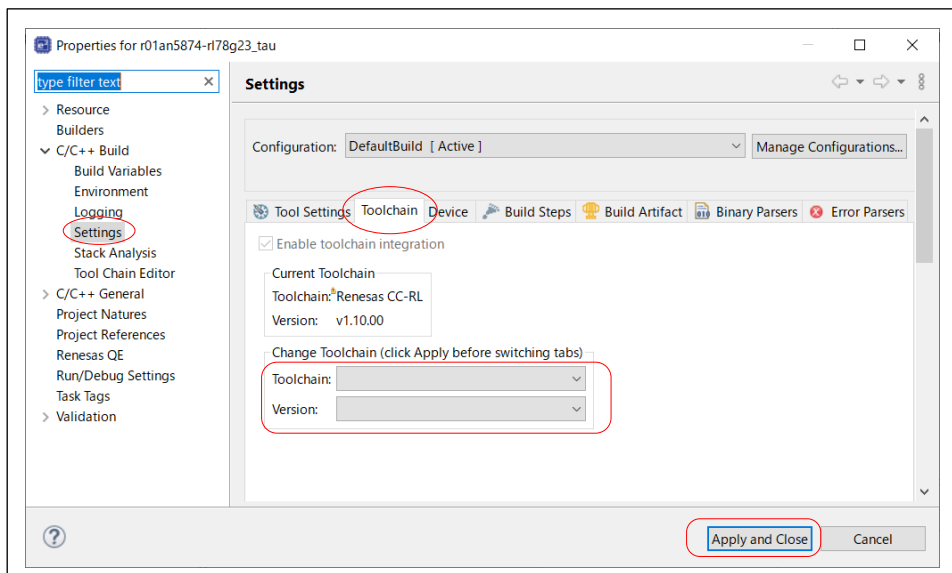 Properties for r01an5874-rl78g23_tau
type filter text
Settings
Resource
Builders
C/C++ Build
Build Variables
Environment
Logging
Settings
Stack Analysis
Tool Chain Editor
C/C++ General
Project Natures
Project References
Renesas QE
Run/Debug Settings
Task Tags
Validation
Configuration: DefaultBuild [ Active ] Manage Configurations...
Tool Settings Toolchain Device Build Steps Build Artifact Binary Parsers Error Parsers
Enable toolchain integration
Current Toolchain
Toolchain: Renesas CC-RL
Version: v1.10.00
Change Toolchain (click Apply before switching tabs)
Toolchain:
Version:
Apply and Close Cancel